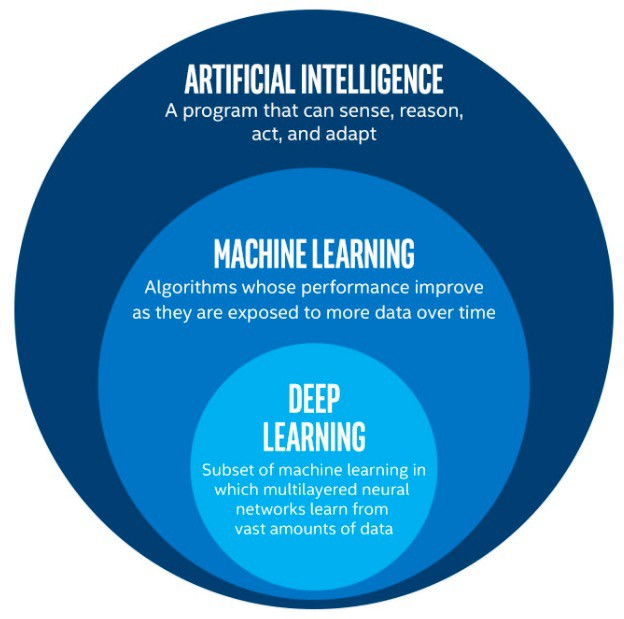 ARTIFICIAL INTELLIGENCE
A program that can sense, reason,
act, and adapt
MACHINE LEARNING
Algorithms whose performance improve
as they are exposed to more data over time
DEEP
LEARNING
Subset of machine learning in
which multilayered neural
networks learn from
vast amounts of data